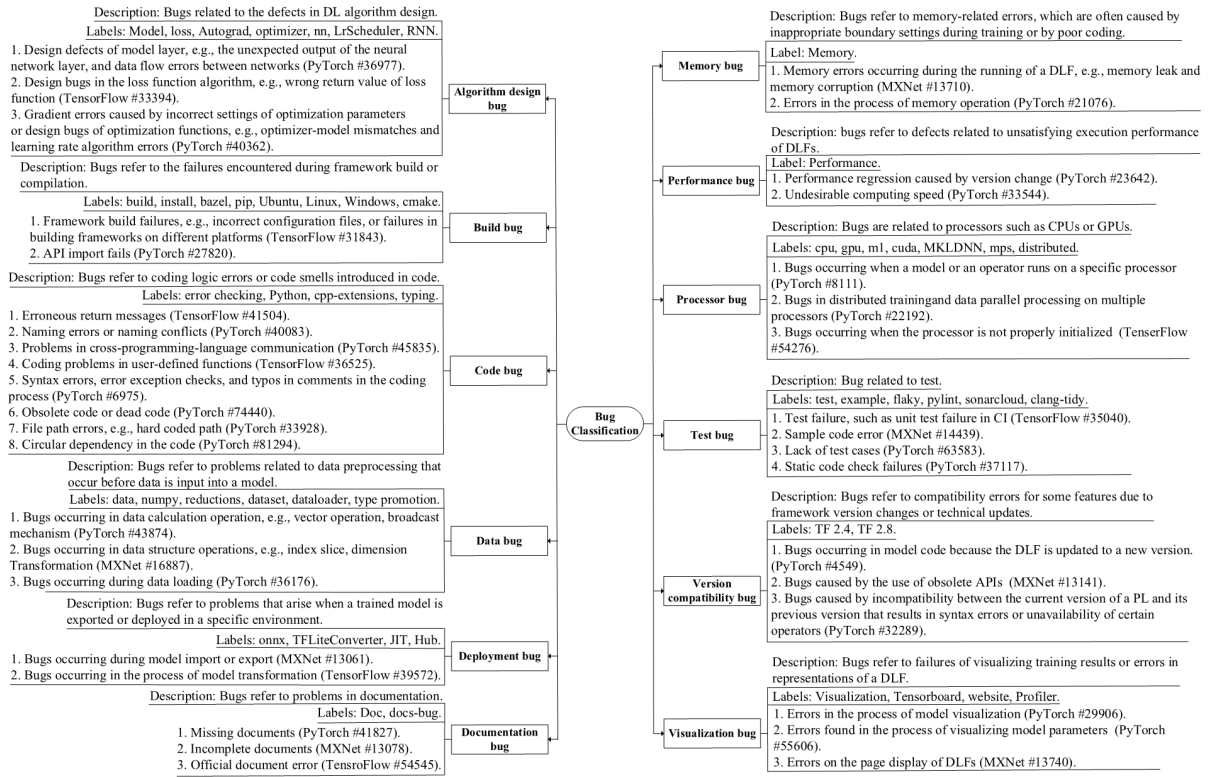 Description: Bugs related to the defects in DL algorithm design.
Labels: Model, loss, Autograd, optimizer, nn, LrScheduler, RNN.
1. Design defects of model layer, e.g., the unexpected output of the neural
network layer, and data flow errors between networks (PyTorch #36977).
2. Design bugs in the loss function algorithm, e.g., wrong return value of loss
function (TensorFlow #33394).
3. Gradient errors caused by incorrect settings of optimization parameters
or design bugs of optimization functions, e.g., optimizer-model mismatches and
learning rate algorithm errors (PyTorch #40362).
Algorithm design
bug
Description: Bugs refer to the failures encountered during framework build or
compilation.
Labels: build, install, bazel, pip, Ubuntu, Linux, Windows, cmake.
1. Framework build failures, e.g., incorrect configuration files, or failures in
building frameworks on different platforms (TensorFlow #31843).
2. API import fails (PyTorch #27820).
Build bug
Description: Bugs refer to coding logic errors or code smells introduced in code.
Labels: error checking, Python, cpp-extensions, typing.
1. Erroneous return messages (TensorFlow #41504).
2. Naming errors or naming conflicts (PyTorch #40083).
3. Problems in cross-programming-language communication (PyTorch #45835).
4. Coding problems in user-defined functions (TensorFlow #36525).
5. Syntax errors, error exception checks, and typos in comments in the coding
process (PyTorch #6975).
6. Obsolete code or dead code (PyTorch #74440).
7. File path errors, e.g., hard coded path (PyTorch #33928).
8. Circular dependency in the code (PyTorch #81294).
Code bug
Description: Bugs refer to problems related to data preprocessing that
occur before data is input into a model.
Labels: data, numpy, reductions, dataset, dataloader, type promotion.
1. Bugs occurring in data calculation operation, e.g., vector operation, broadcast
mechanism (PyTorch #43874).
2. Bugs occurring in data structure operations, e.g., index slice, dimension
Transformation (MXNet #16887).
3. Bugs occurring during data loading (PyTorch #36176).
Data bug
Description: Bugs refer to problems that arise when a trained model is
exported or deployed in a specific environment.
Labels: onnx, TFLiteConverter, JIT, Hub.
1. Bugs occurring during model import or export (MXNet #13061).
2. Bugs occurring in the process of model transformation (TensorFlow #39572).
Deployment bug
Description: Bugs refer to problems in documentation.
Labels: Doc, docs-bug.
1. Missing documents (PyTorch #41827).
2. Incomplete documents (MXNet #13078).
3. Official document error (TensroFlow #54545).
Documentation
bug
Bug
Classification
Description: Bugs refer to memory-related errors, which are often caused by
inappropriate boundary settings during training or by poor coding.
Label: Memory.
1. Memory errors occurring during the running of a DLF, e.g., memory leak and
memory corruption (MXNet #13710).
2. Errors in the process of memory operation (PyTorch #21076).
Memory bug
Description: bugs refer to defects related to unsatisfying execution performance
of DLFs.
Label: Performance.
1. Performance regression caused by version change (PyTorch #23642).
2. Undesirable computing speed (PyTorch #33544).
Performance bug
Description: Bugs are related to processors such as CPUs or GPUs.
Labels: cpu, gpu, m1, cuda, MKLDNN, mps, distributed.
1. Bugs occurring when a model or an operator runs on a specific processor
(PyTorch #8111).
2. Bugs in distributed trainingand data parallel processing on multiple
processors (PyTorch #22192).
3. Bugs occurring when the processor is not properly initialized (TenserFlow
#54276).
Processor bug
Description: Bug related to test.
Labels: test, example, flaky, pylint, sonarcloud, clang-tidy.
1. Test failure, such as unit test failure in CI (TensorFlow #35040).
2. Sample code error (MXNet #14439).
3. Lack of test cases (PyTorch #63583).
4. Static code check failures (PyTorch #37117).
Test bug
Description: Bugs refer to compatibility errors for some features due to
framework version changes or technical updates.
Labels: TF 2.4, TF 2.8.
1. Bugs occurring in model code because the DLF is updated to a new version.
(PyTorch #4549).
2. Bugs caused by the use of obsolete APIs (MXNet #13141).
3. Bugs caused by incompatibility between the current version of a PL and its
previous version that results in syntax errors or unavailability of certain
operators (PyTorch #32289).
Version
compatibility bug
Description: Bugs refer to failures of visualizing training results or errors in
representations of a DLF.
Labels: Visualization, Tensorboard, website, Profiler.
1. Errors in the process of model visualization (PyTorch #29906).
2. Errors found in the process of visualizing model parameters (PyTorch
#55606).
3. Errors on the page display of DLFs (MXNet #13740).
Visualization bug